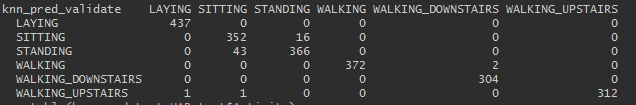 knn_pred_validate LAYING SITTING STANDING WALKING WALKING_DOWNSTAIRS WALKING_UPSTAIRS
LAYING 437 0 0 0 0 0
SITTING 0 352 16 0 0 0
STANDING 0 43 366 0 0 0
WALKING 0 0 0 372 2 0
WALKING_DOWNSTAIRS 0 0 0 0 304 0
WALKING_UPSTAIRS 1 1 0 0 0 312